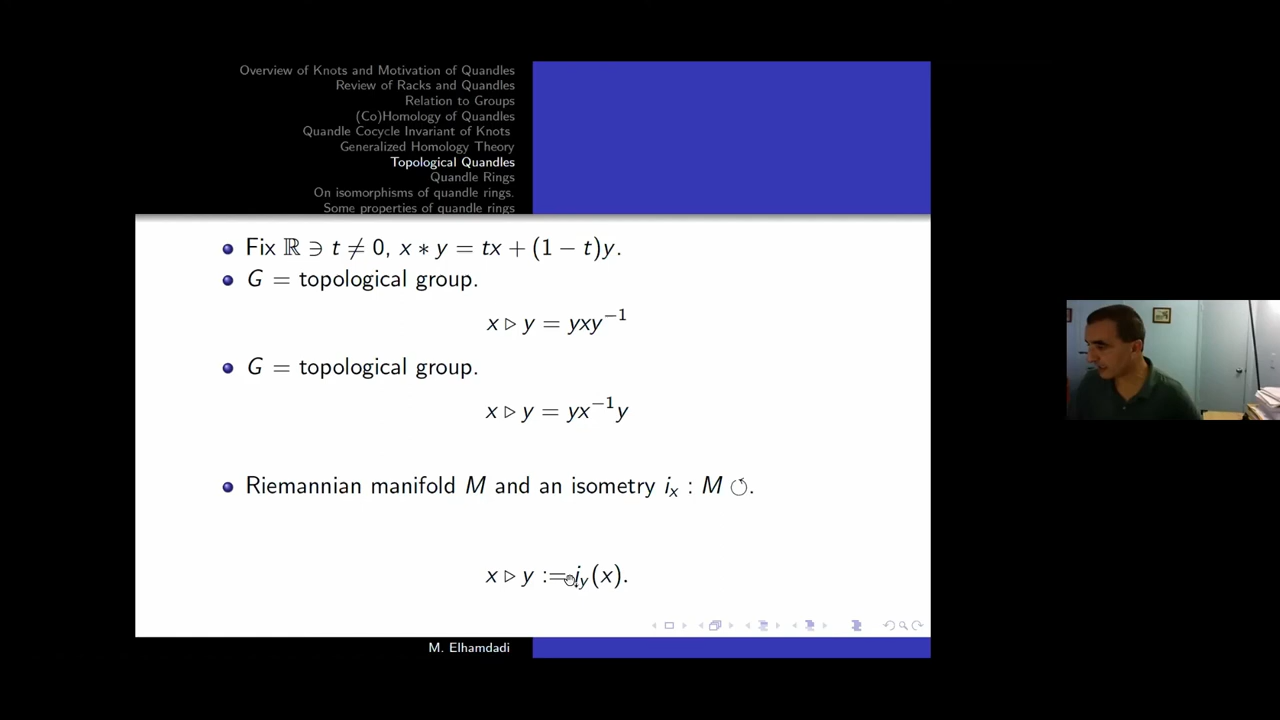 Overview of Knots and Motivation of Quandles
Review of Racks and Quandles
Relation to Groups
(Co)Homology of Quandles
Quandle Cocycle Invariant of Knots
Generalized Homology Theory
Topological Quandles
Quandle Rings
On isomorphisms of quandle rings.
Some properties of quandle rings
Fix ℝ ∋ t ≠ 0, x ∗ y = tx + (1 − t)y.
G = topological group.
x ▷ y = yxy⁻¹
G = topological group.
x ▷ y = yx⁻¹y
Riemannian manifold M and an isometry iₓ : M ↺.
x ▷ y := i_y(x).
M. Elhamdadi